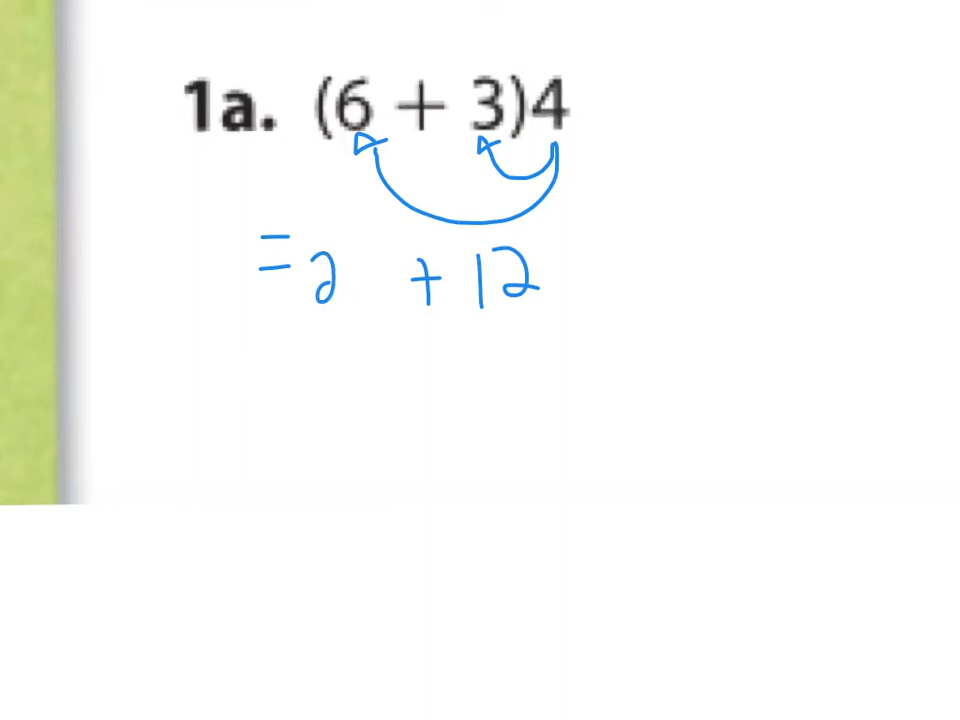 1a. (6 + 3)4
= 2 + 12